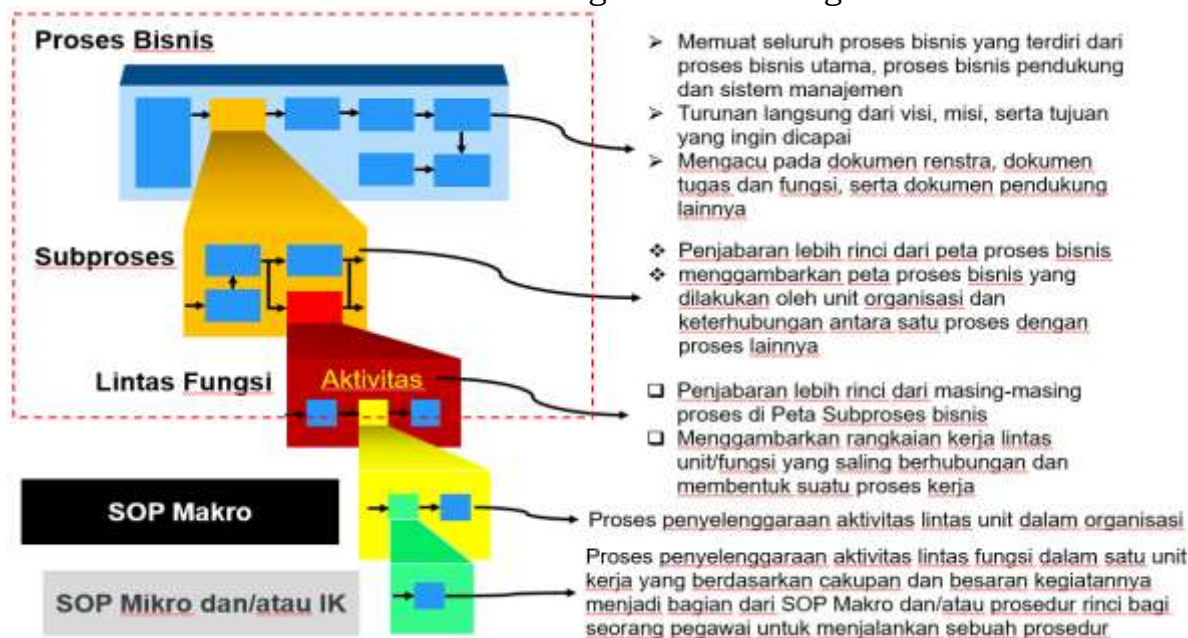 Proses Bisnis
➢ Memuat seluruh proses bisnis yang terdiri dari
proses bisnis utama, proses bisnis pendukung
dan sistem manajemen
➢ Turunan langsung dari visi, misi, serta tujuan
yang ingin dicapai
➢ Mengacu pada dokumen renstra, dokumen
tugas dan fungsi, serta dokumen pendukung
lainnya
Subproses
❖ Penjabaran lebih rinci dari peta proses bisnis
❖ menggambarkan peta proses bisnis yang
dilakukan oleh unit organisasi dan
keterhubungan antara satu proses dengan
proses lainnya
Lintas Fungsi
Aktivitas
❑ Penjabaran lebih rinci dari masing-masing
proses di Peta Subproses bisnis
❑ Menggambarkan rangkaian kerja lintas
unit/fungsi yang saling berhubungan dan
membentuk suatu proses kerja
SOP Makro
Proses penyelenggaraan aktivitas lintas unit dalam organisasi
SOP Mikro dan/atau IK
Proses penyelenggaraan aktivitas lintas fungsi dalam satu unit
kerja yang berdasarkan cakupan dan besaran kegiatannya
menjadi bagian dari SOP Makro dan/atau prosedur rinci bagi
seorang pegawai untuk menjalankan sebuah prosedur